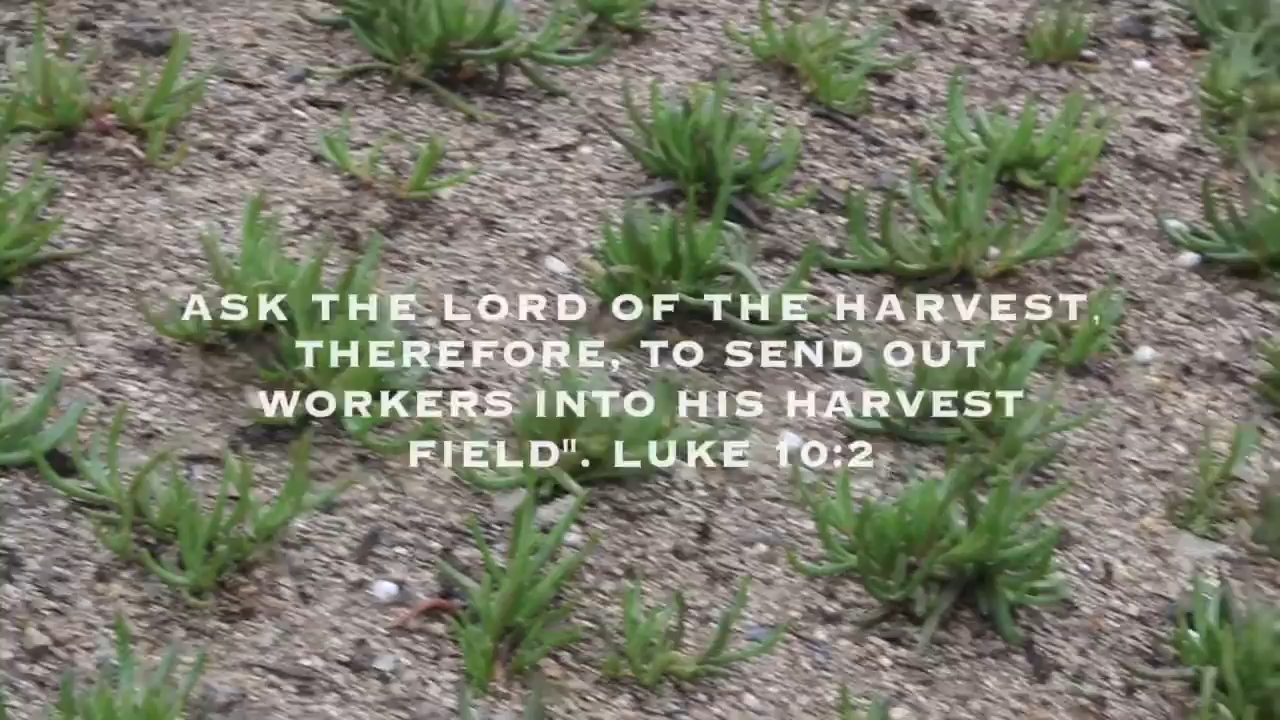 ASK THE LORD OF THE HARVEST,
THEREFORE, TO SEND OUT
WORKERS INTO HIS HARVEST
FIELD". LUKE 10:2